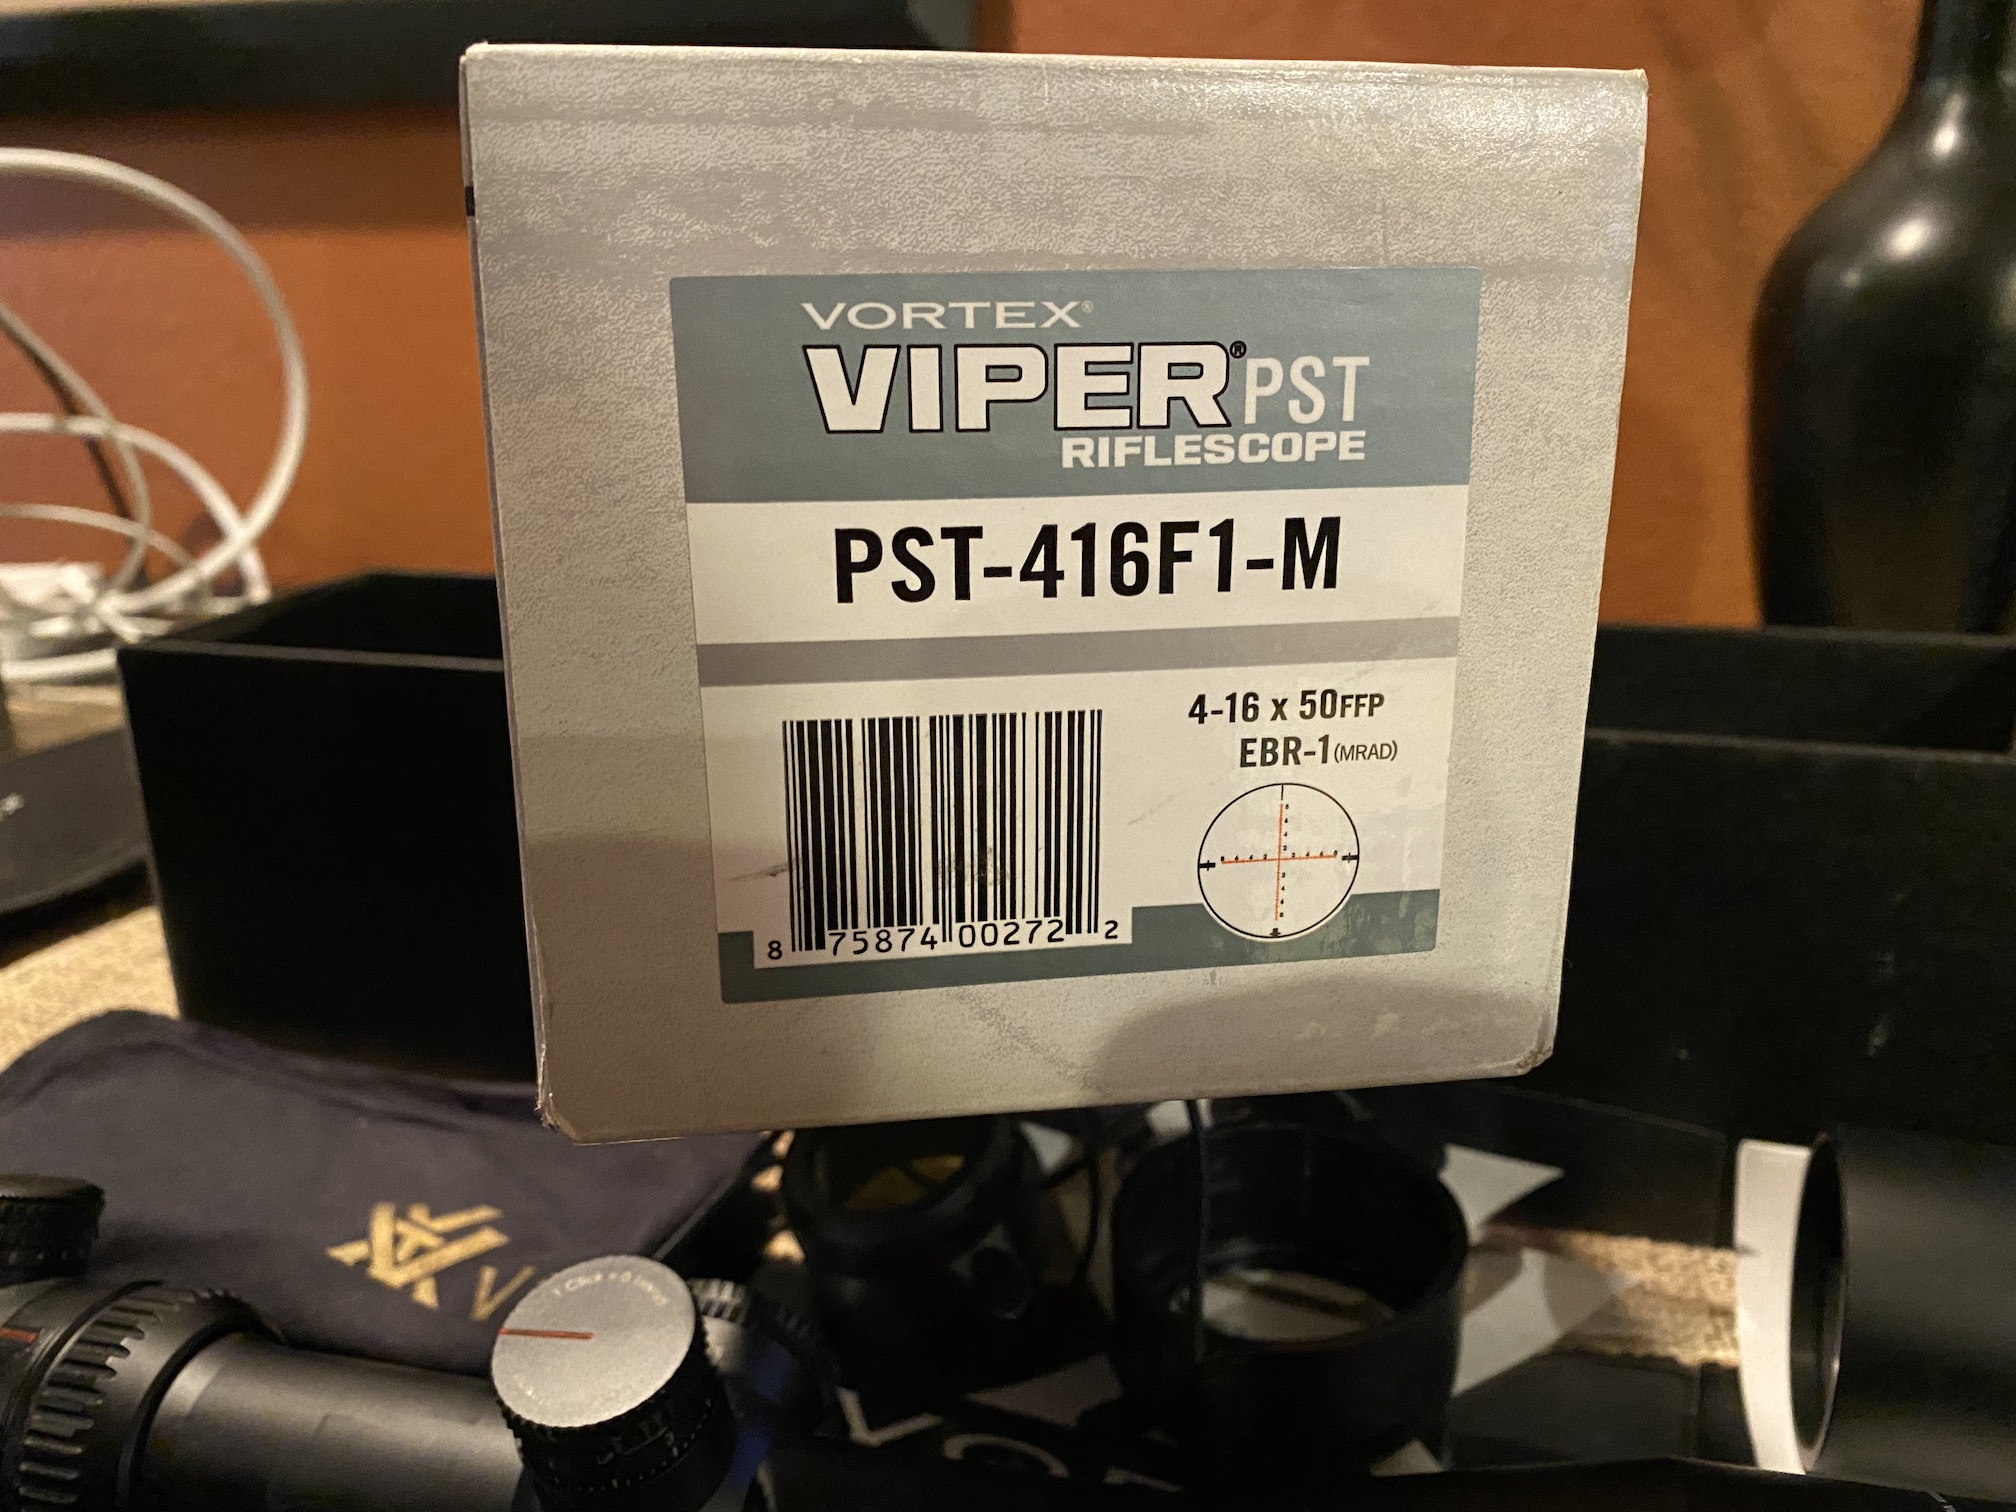 VORTEX®
VIPER® PST
RIFLESCOPE
PST-416F1-M
4-16 x 50FFP
EBR-1(MRAD)
8 75874 00272 2
V